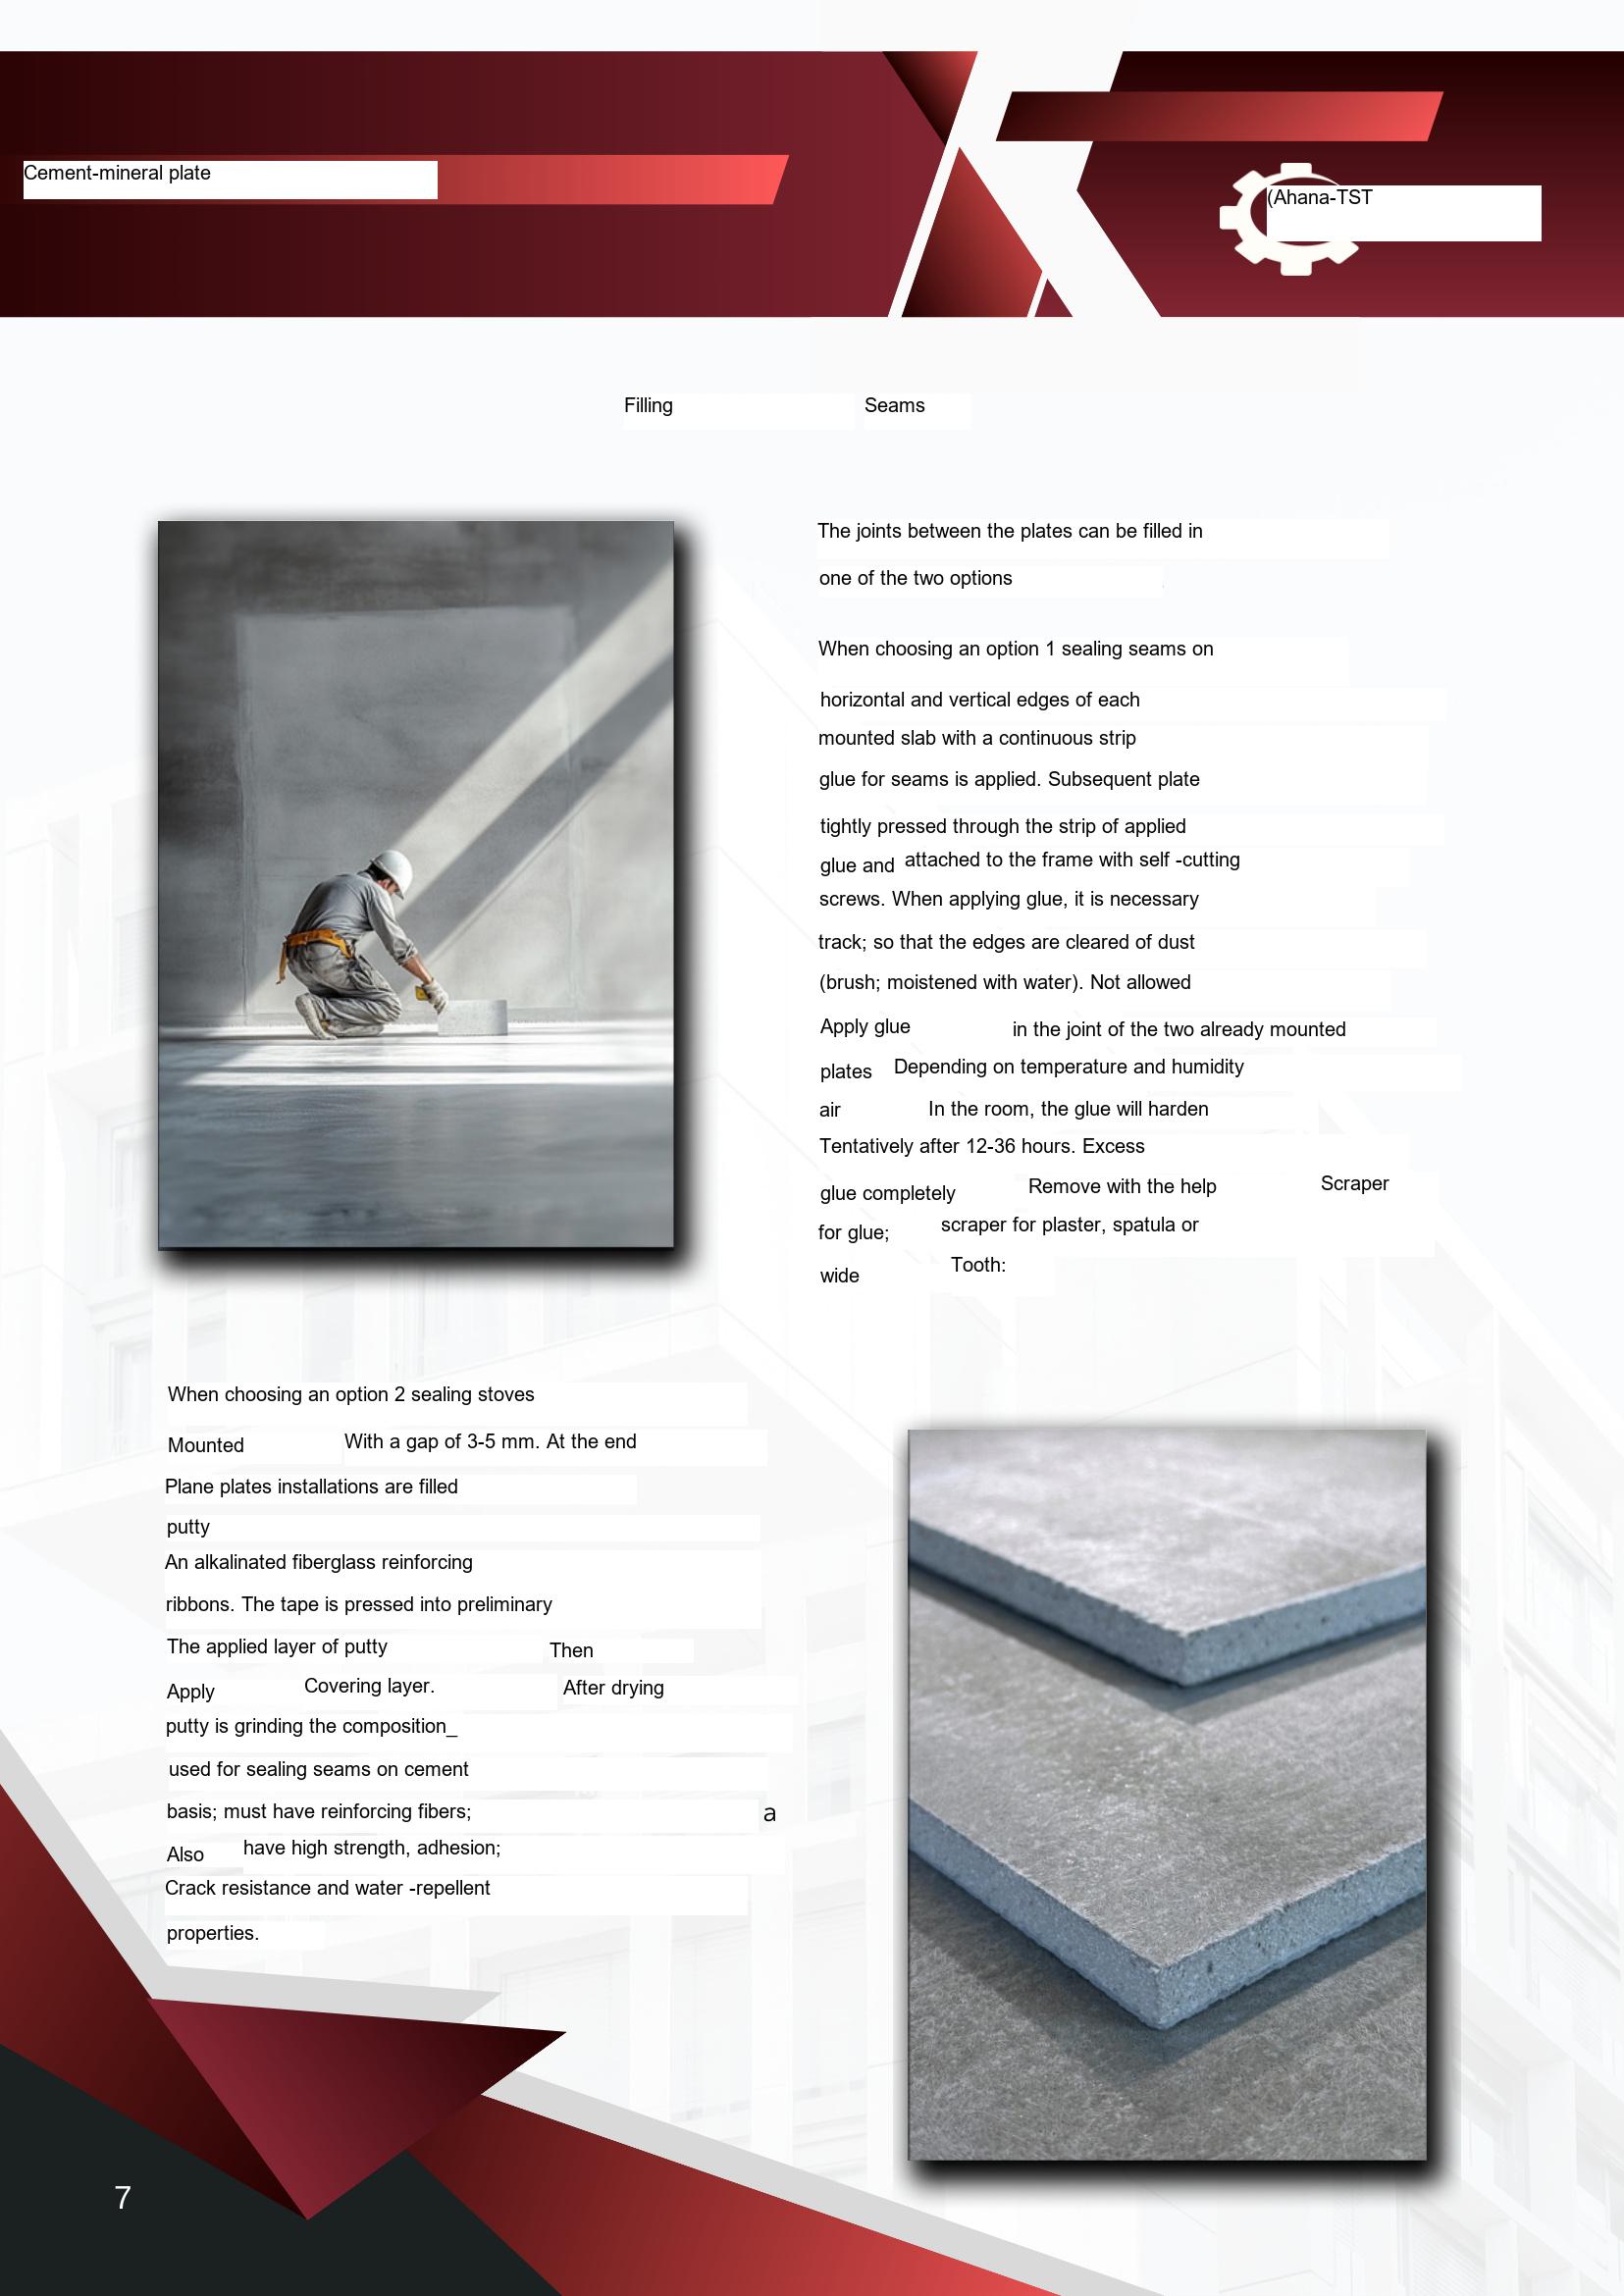 Cement-mineral plate
(Ahana-TST
Filling Seams
The joints between the plates can be filled in
one of the two options
When choosing an option 1 sealing seams on
horizontal and vertical edges of each
mounted slab with a continuous strip
glue for seams is applied. Subsequent plate
tightly pressed through the strip of applied
glue and attached to the frame with self -cutting
screws. When applying glue, it is necessary
track; so that the edges are cleared of dust
(brush; moistened with water). Not allowed
Apply glue in the joint of the two already mounted
plates Depending on temperature and humidity
air In the room, the glue will harden
Tentatively after 12-36 hours. Excess
glue completely Remove with the help Scraper
for glue; scraper for plaster, spatula or
wide Tooth:
When choosing an option 2 sealing stoves
Mounted With a gap of 3-5 mm. At the end
Plane plates installations are filled
putty
An alkalinated fiberglass reinforcing
ribbons. The tape is pressed into preliminary
The applied layer of putty Then
Apply Covering layer. After drying
putty is grinding the composition_
used for sealing seams on cement
basis; must have reinforcing fibers; a
Also have high strength, adhesion;
Crack resistance and water -repellent
properties.
7